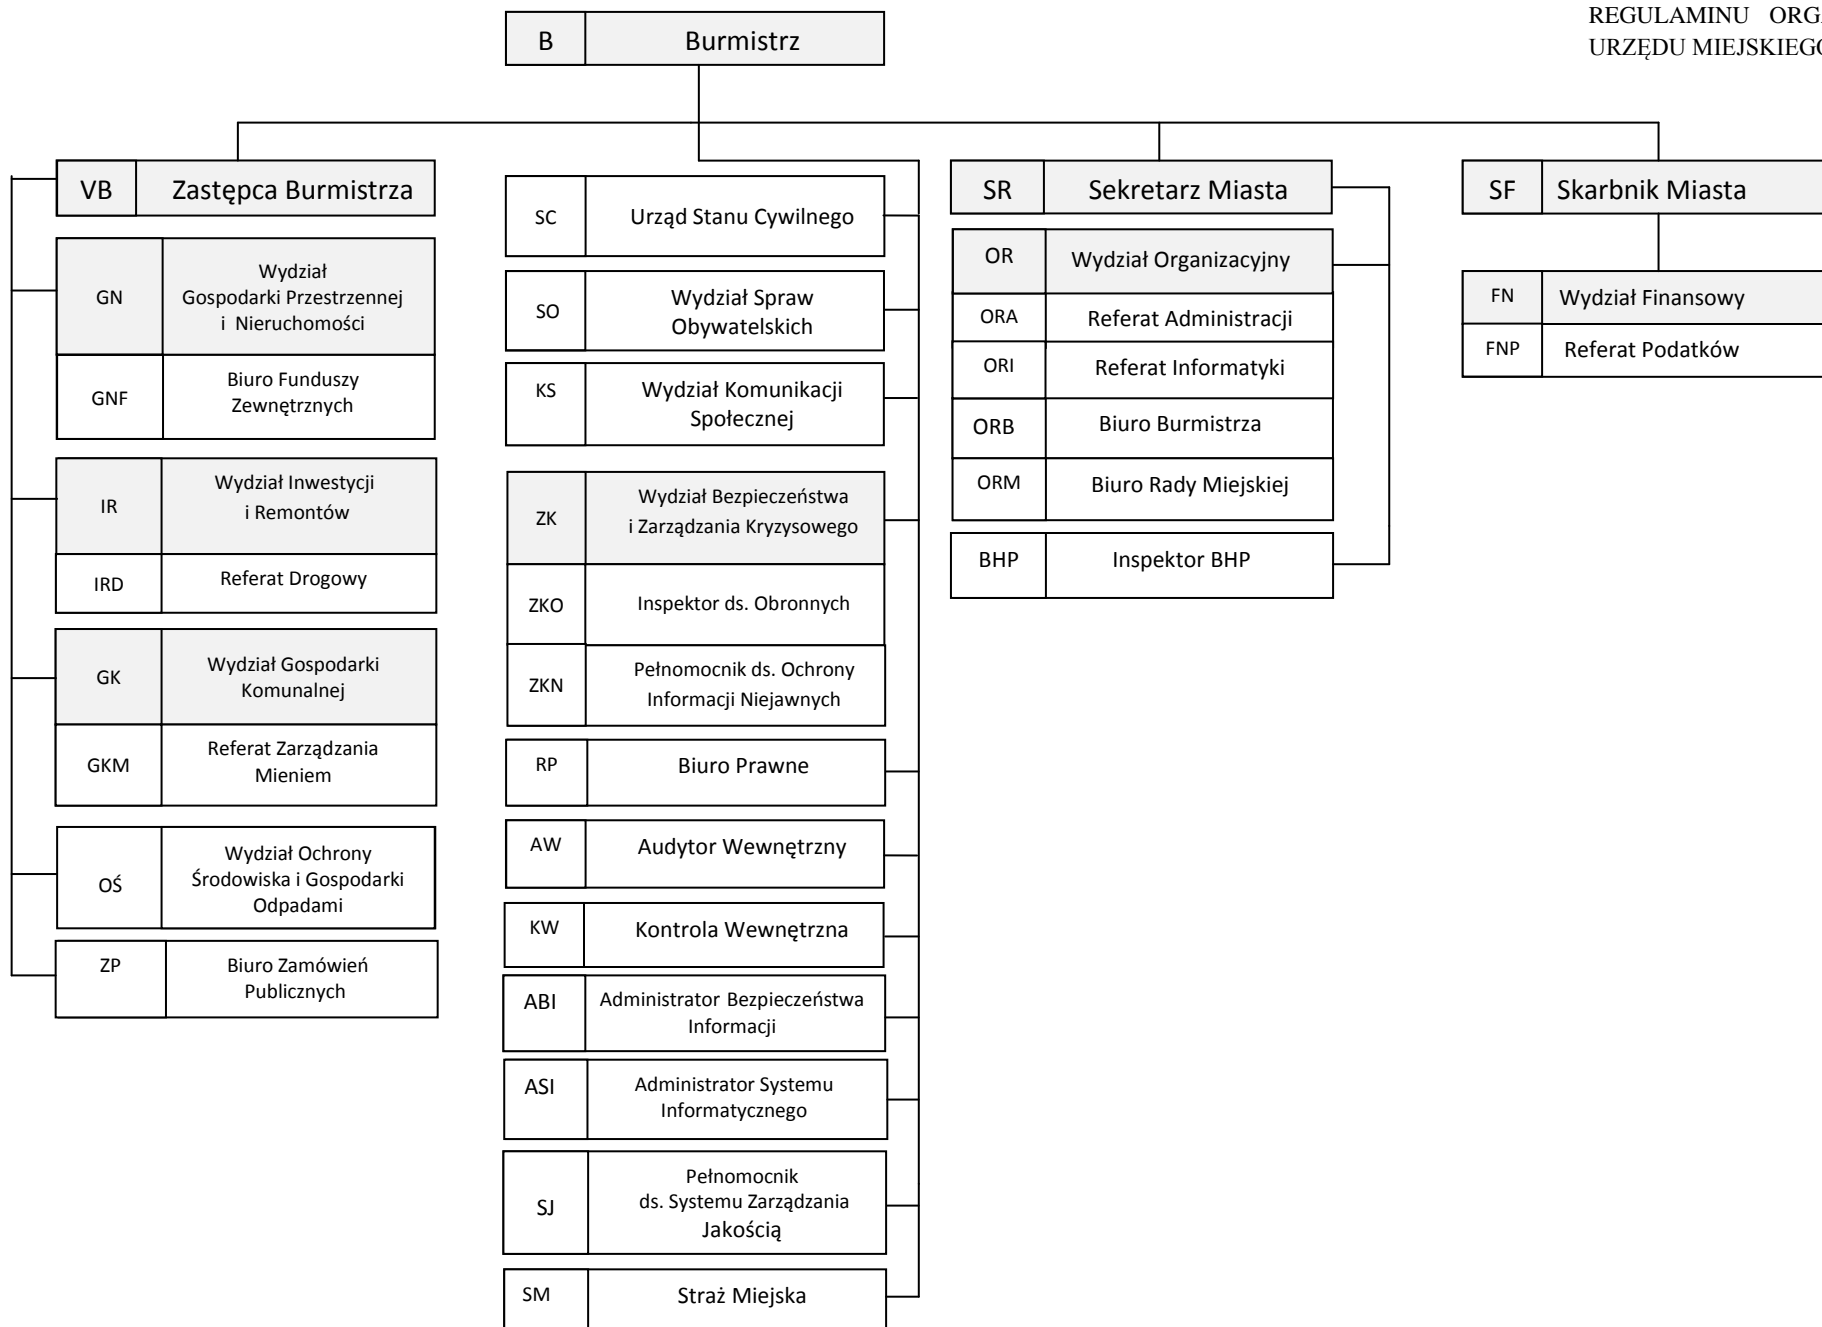 REGULAMINU
URZĘDU MIEJSKIEGO
B Burmistrz
VB Zastępca Burmistrza
GN Wydział
Gospodarki Przestrzennej
i Nieruchomości
GNF Biuro Funduszy
Zewnętrznych
IR Wydział Inwestycji
i Remontów
IRD Referat Drogowy
GK Wydział Gospodarki
Komunalnej
GKM Referat Zarządzania
Mieniem
OŚ Wydział Ochrony
Środowiska i Gospodarki
Odpadami
ZP Biuro Zamówień
Publicznych
SC Urząd Stanu Cywilnego
SO Wydział Spraw
Obywatelskich
KS Wydział Komunikacji
Społecznej
ZK Wydział Bezpieczeństwa
i Zarządzania Kryzysowego
ZKO Inspektor ds. Obronnych
ZKN Pełnomocnik ds. Ochrony
Informacji Niejawnych
RP Biuro Prawne
AW Audytor Wewnętrzny
KW Kontrola Wewnętrzna
ABI Administrator Bezpieczeństwa
Informacji
ASI Administrator Systemu
Informatycznego
SJ Pełnomocnik
ds. Systemu Zarządzania
Jakością
SM Straż Miejska
SR Sekretarz Miasta
OR Wydział Organizacyjny
ORA Referat Administracji
ORI Referat Informatyki
ORB Biuro Burmistrza
ORM Biuro Rady Miejskiej
BHP Inspektor BHP
SF Skarbnik Miasta
FN Wydział Finansowy
FNP Referat Podatków